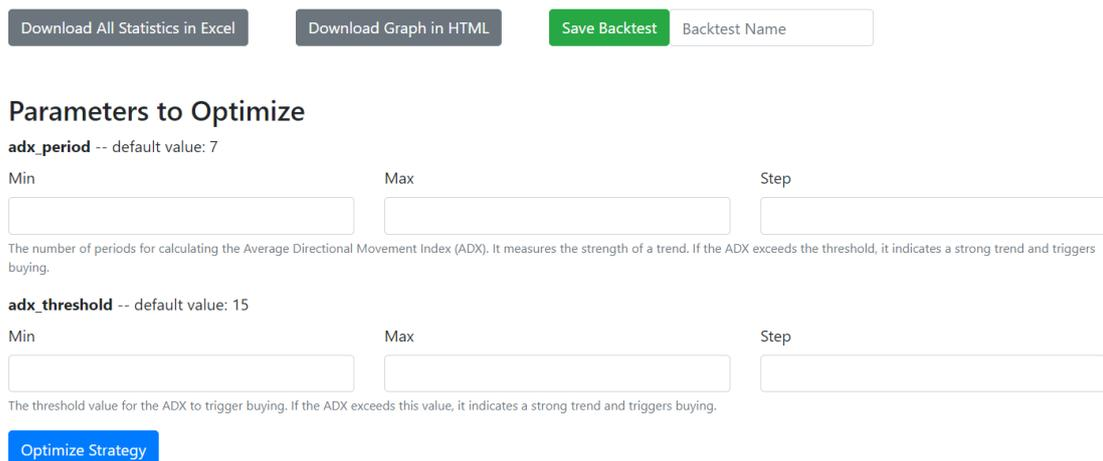 Download All Statistics in Excel
Download Graph in HTML
Save Backtest
Backtest Name
Parameters to Optimize
adx_period -- default value: 7
Min
Max
Step
The number of periods for calculating the Average Directional Movement Index (ADX). It measures the strength of a trend. If the ADX exceeds the threshold, it indicates a strong trend and triggers
buying.
adx_threshold -- default value: 15
Min
Max
Step
The threshold value for the ADX to trigger buying. If the ADX exceeds this value, it indicates a strong trend and triggers buying.
Optimize Strategy